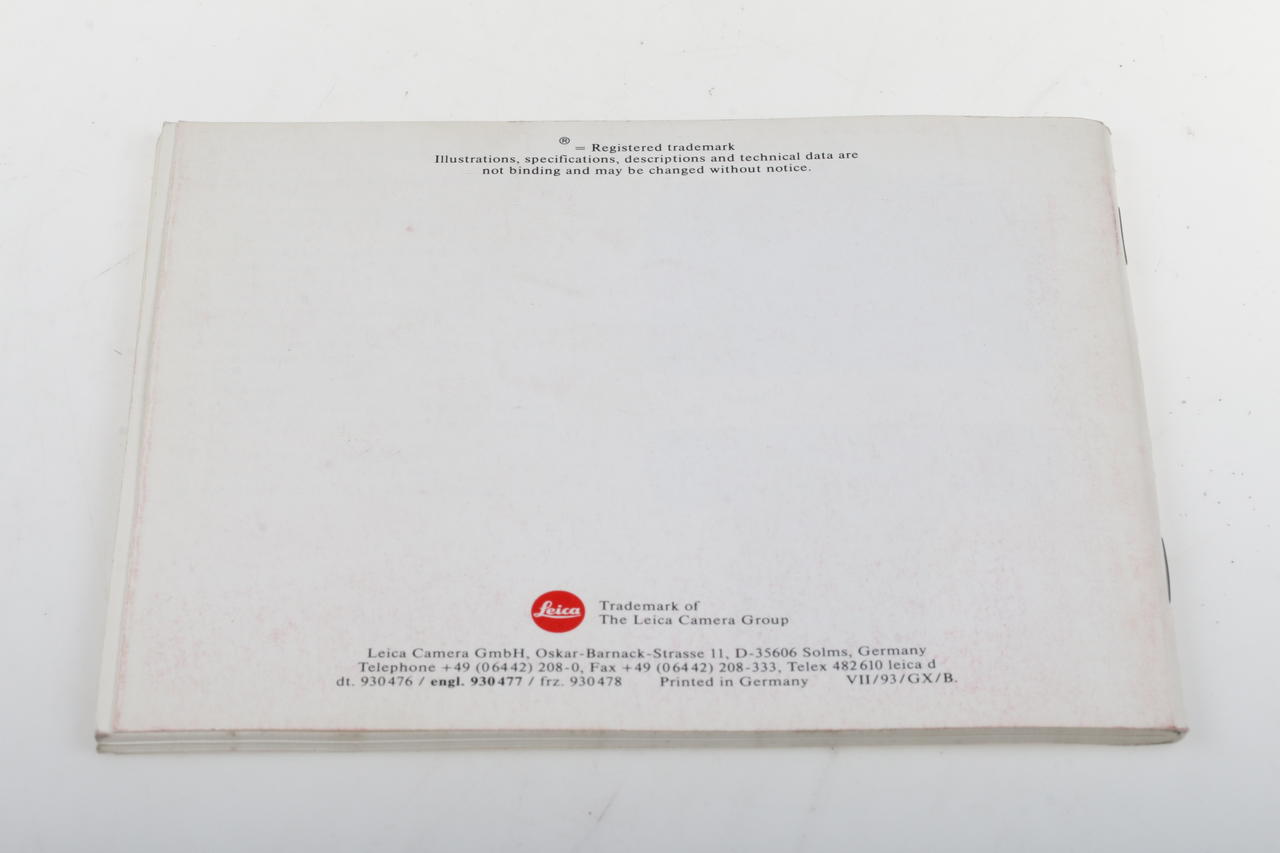 ® = Registered trademark
Illustrations, specifications, descriptions and technical data are
not binding and may be changed without notice.
Leica
Trademark of
The Leica Camera Group
Leica Camera GmbH, Oskar-Barnack-Strasse 11, D-35606 Solms, Germany
Telephone +49 (06442) 208-0, Fax +49 (06442) 208-333, Telex 482610 leica d
dt. 930476 / engl. 930477 / frz. 930478 Printed in Germany VII/93/GX/B.